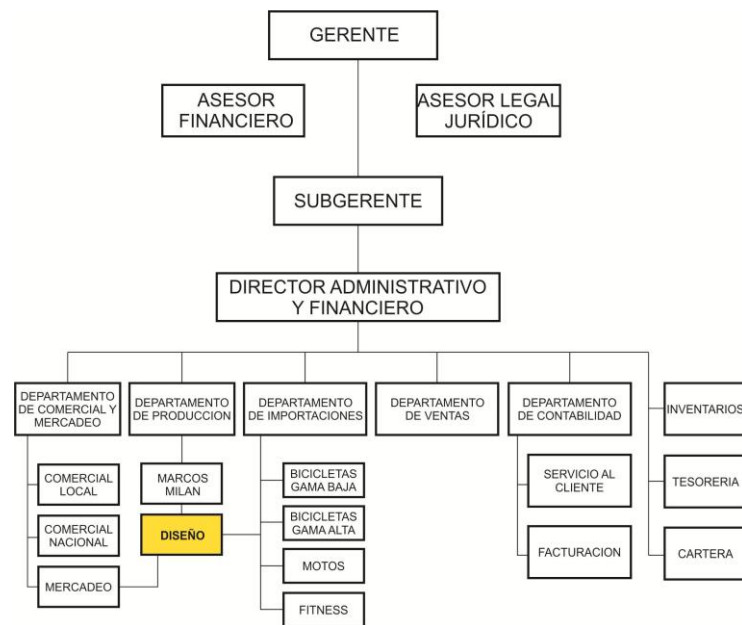 GERENTE
ASESOR
FINANCIERO
ASESOR LEGAL
JURÍDICO
SUBGERENTE
DIRECTOR ADMINISTRATIVO
Y FINANCIERO
DEPARTAMENTO
DE COMERCIAL Y
MERCADEO
DEPARTAMENTO
DE PRODUCCION
DEPARTAMENTO
DE IMPORTACIONES
DEPARTAMENTO
DE VENTAS
DEPARTAMENTO
DE CONTABILIDAD
INVENTARIOS
COMERCIAL
LOCAL
MARCOS
MILAN
BICICLETAS
GAMA BAJA
SERVICIO AL
CLIENTE
TESORERIA
COMERCIAL
NACIONAL
DISEÑO
BICICLETAS
GAMA ALTA
FACTURACION
CARTERA
MERCADEO
MOTOS
FITNESS